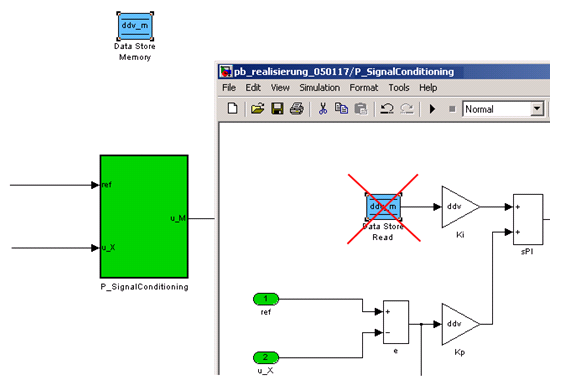 ddv_m
Data Store
Memory
ref
u_M
u_X
P_SignalConditioning
pb_realisierung_050117/P_SignalConditioning
File Edit View Simulation Format Tools Help
Normal
ddv_m
Data Store
Read
ddv
Ki
+
+
sPI
1
ref
+
−
e
ddv
Kp
2
u_X